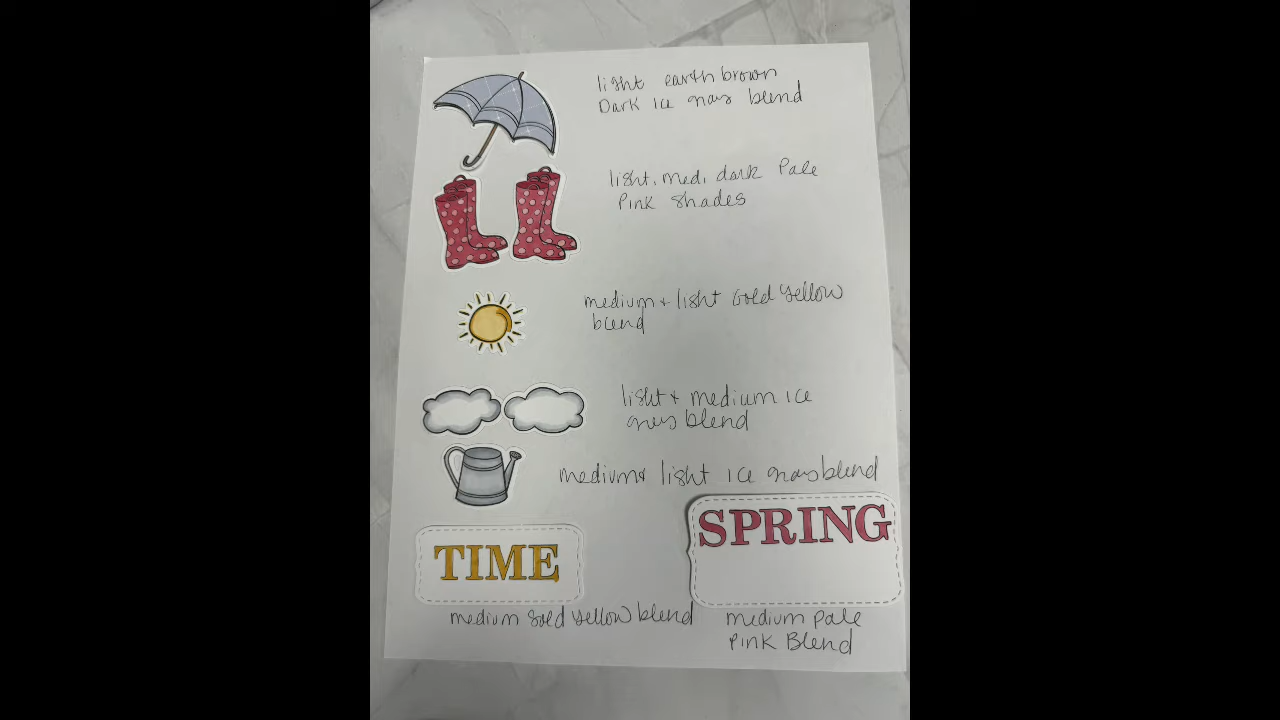 light earth brown
Dark Ice gray blend
light, med, dark Pale
Pink Shades
medium + light Gold Yellow
blend
light + medium ice
gray blend
medium + light ice gray blend
SPRING
TIME
medium Gold Yellow blend
medium pale
Pink Blend